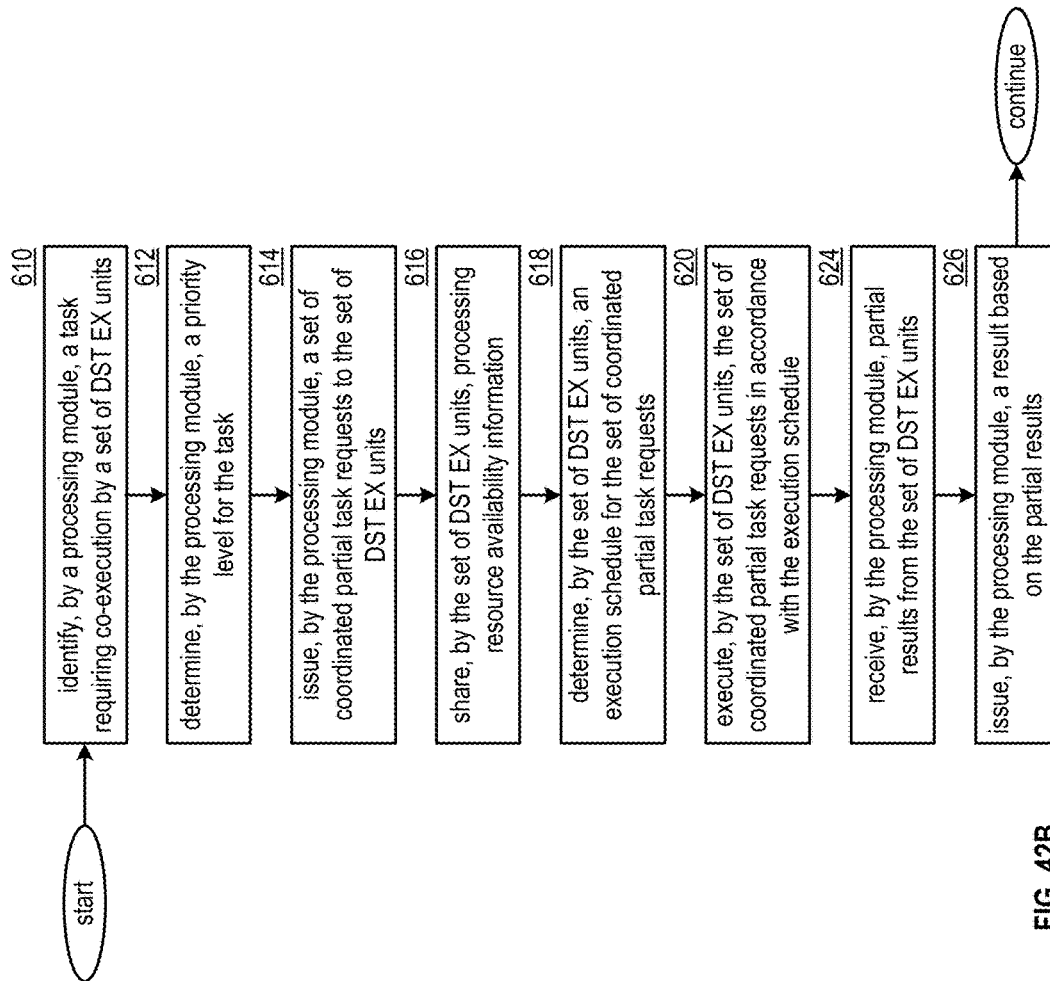 start
610
identify, by a processing module, a task
requiring co-execution by a set of DST EX units
612
determine, by the processing module, a priority
level for the task
614
issue, by the processing module, a set of
coordinated partial task requests to the set of
DST EX units
616
share, by the set of DST EX units, processing
resource availability information
618
determine, by the set of DST EX units, an
execution schedule for the set of coordinated
partial task requests
620
execute, by the set of DST EX units, the set of
coordinated partial task requests in accordance
with the execution schedule
624
receive, by the processing module, partial
results from the set of DST EX units
626
issue, by the processing module, a result based
on the partial results
continue
FIG. 42B